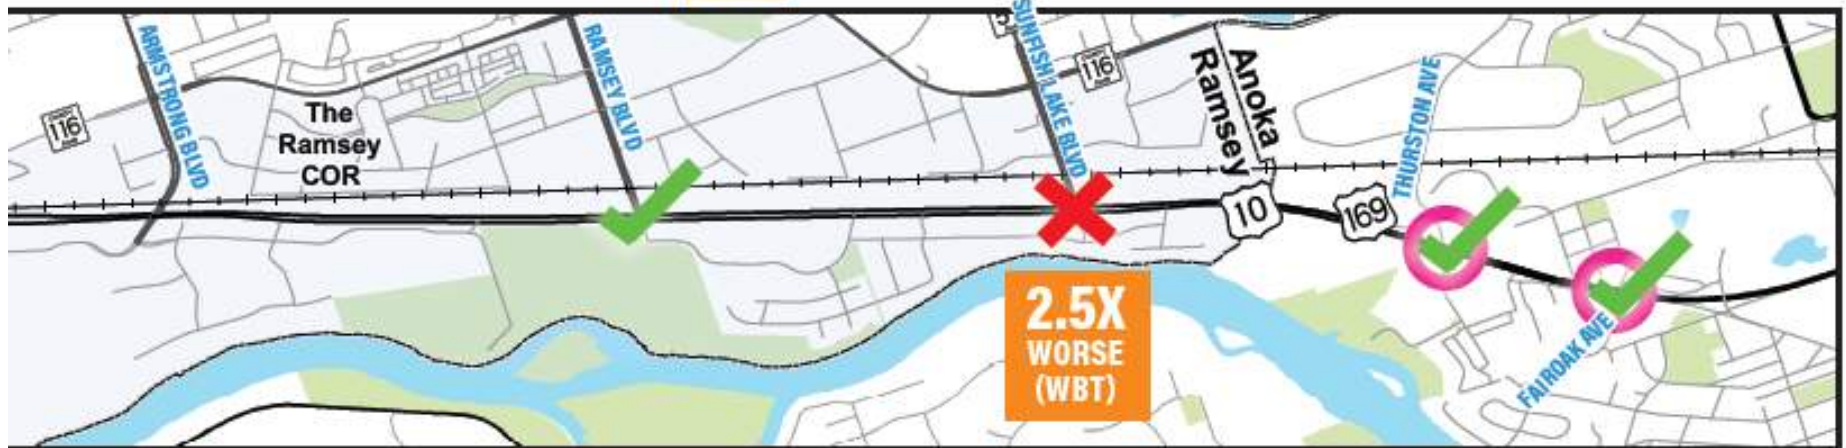 ARMSTRONG BLVD
116
The
Ramsey
COR
RAMSEY BLVD
SUNFISH LAKE BLVD
116
Anoka
Ramsey
10
169
THURSTON AVE
FAIROAK AVE
2.5X
WORSE
(WBT)